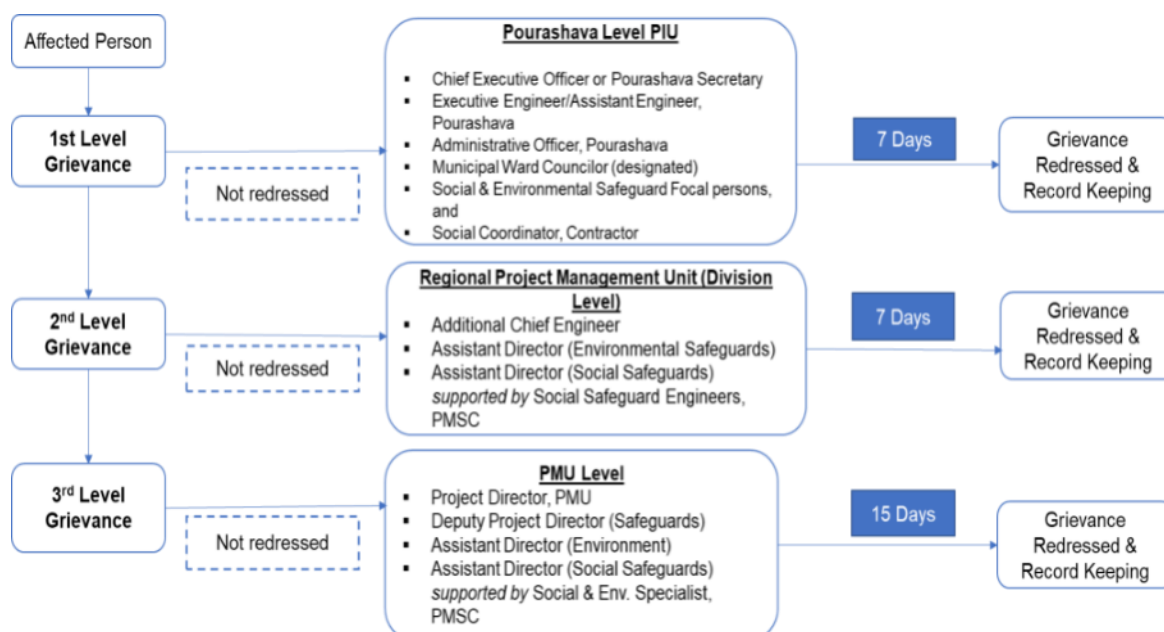 Affected Person
1st Level
Grievance
Not redressed
Pourashava Level PIU
▪ Chief Executive Officer or Pourashava Secretary
▪ Executive Engineer/Assistant Engineer,
Pourashava
▪ Administrative Officer, Pourashava
▪ Municipal Ward Councilor (designated)
▪ Social & Environmental Safeguard Focal persons,
and
▪ Social Coordinator, Contractor
7 Days
Grievance
Redressed &
Record Keeping
2nd Level
Grievance
Not redressed
Regional Project Management Unit (Division
Level)
▪ Additional Chief Engineer
▪ Assistant Director (Environmental Safeguards)
▪ Assistant Director (Social Safeguards)
supported by Social Safeguard Engineers,
PMSC
7 Days
Grievance
Redressed &
Record Keeping
3rd Level
Grievance
Not redressed
PMU Level
▪ Project Director, PMU
▪ Deputy Project Director (Safeguards)
▪ Assistant Director (Environment)
▪ Assistant Director (Social Safeguards)
supported by Social & Env. Specialist,
PMSC
15 Days
Grievance
Redressed &
Record Keeping